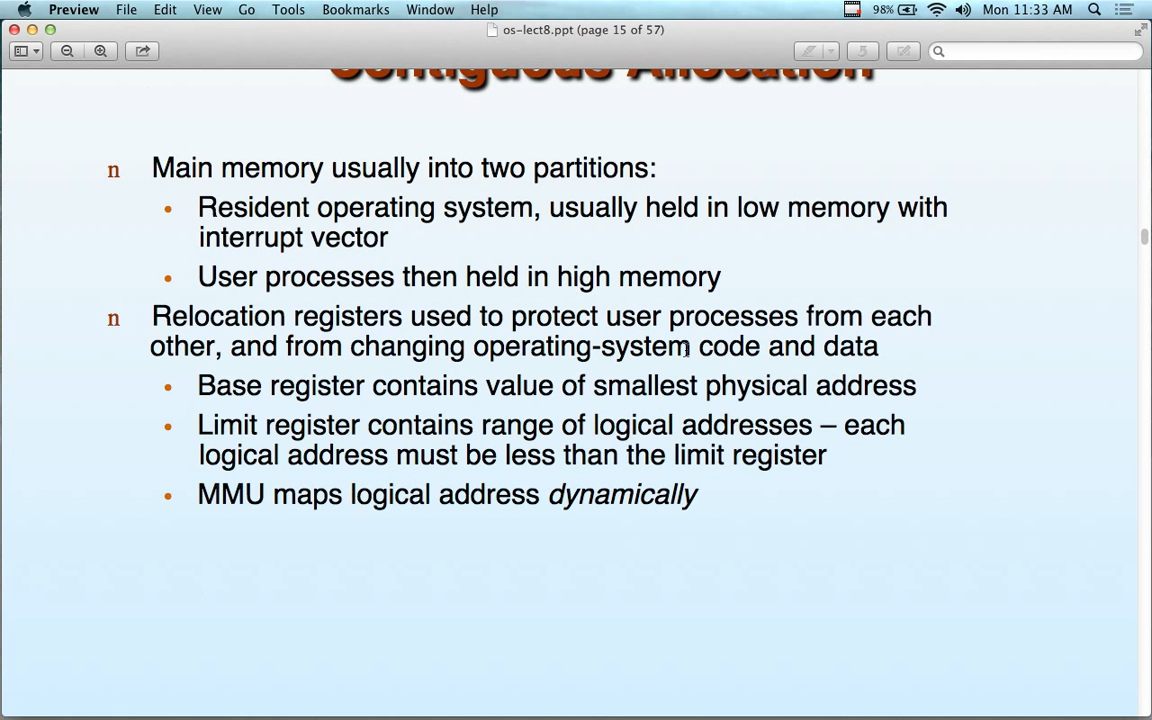 Preview File Edit View Go Tools Bookmarks Window Help 98% Mon 11:33 AM
os-lect8.ppt (page 15 of 57)
Contiguous Allocation
n Main memory usually into two partitions:
• Resident operating system, usually held in low memory with
interrupt vector
• User processes then held in high memory
n Relocation registers used to protect user processes from each
other, and from changing operating-system code and data
• Base register contains value of smallest physical address
• Limit register contains range of logical addresses – each
logical address must be less than the limit register
• MMU maps logical address dynamically